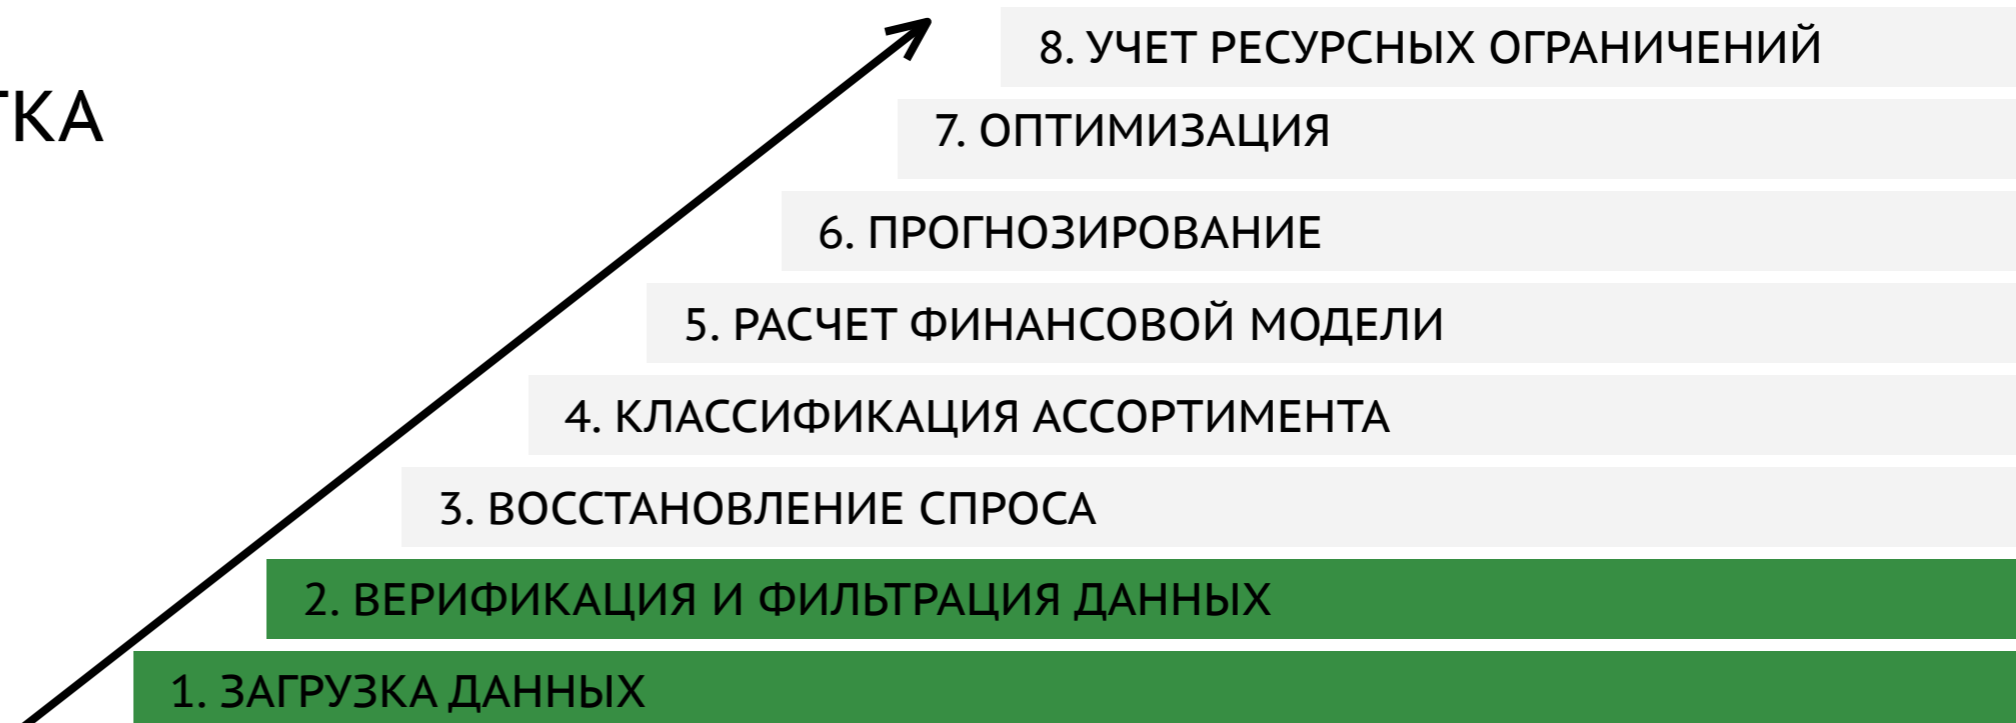 8. УЧЕТ РЕСУРСНЫХ ОГРАНИЧЕНИЙ
ТКА
7. ОПТИМИЗАЦИЯ
6. ПРОГНОЗИРОВАНИЕ
5. РАСЧЕТ ФИНАНСОВОЙ МОДЕЛИ
4. КЛАССИФИКАЦИЯ АССОРТИМЕНТА
3. ВОССТАНОВЛЕНИЕ СПРОСА
2. ВЕРИФИКАЦИЯ И ФИЛЬТРАЦИЯ ДАННЫХ
1. ЗАГРУЗКА ДАННЫХ